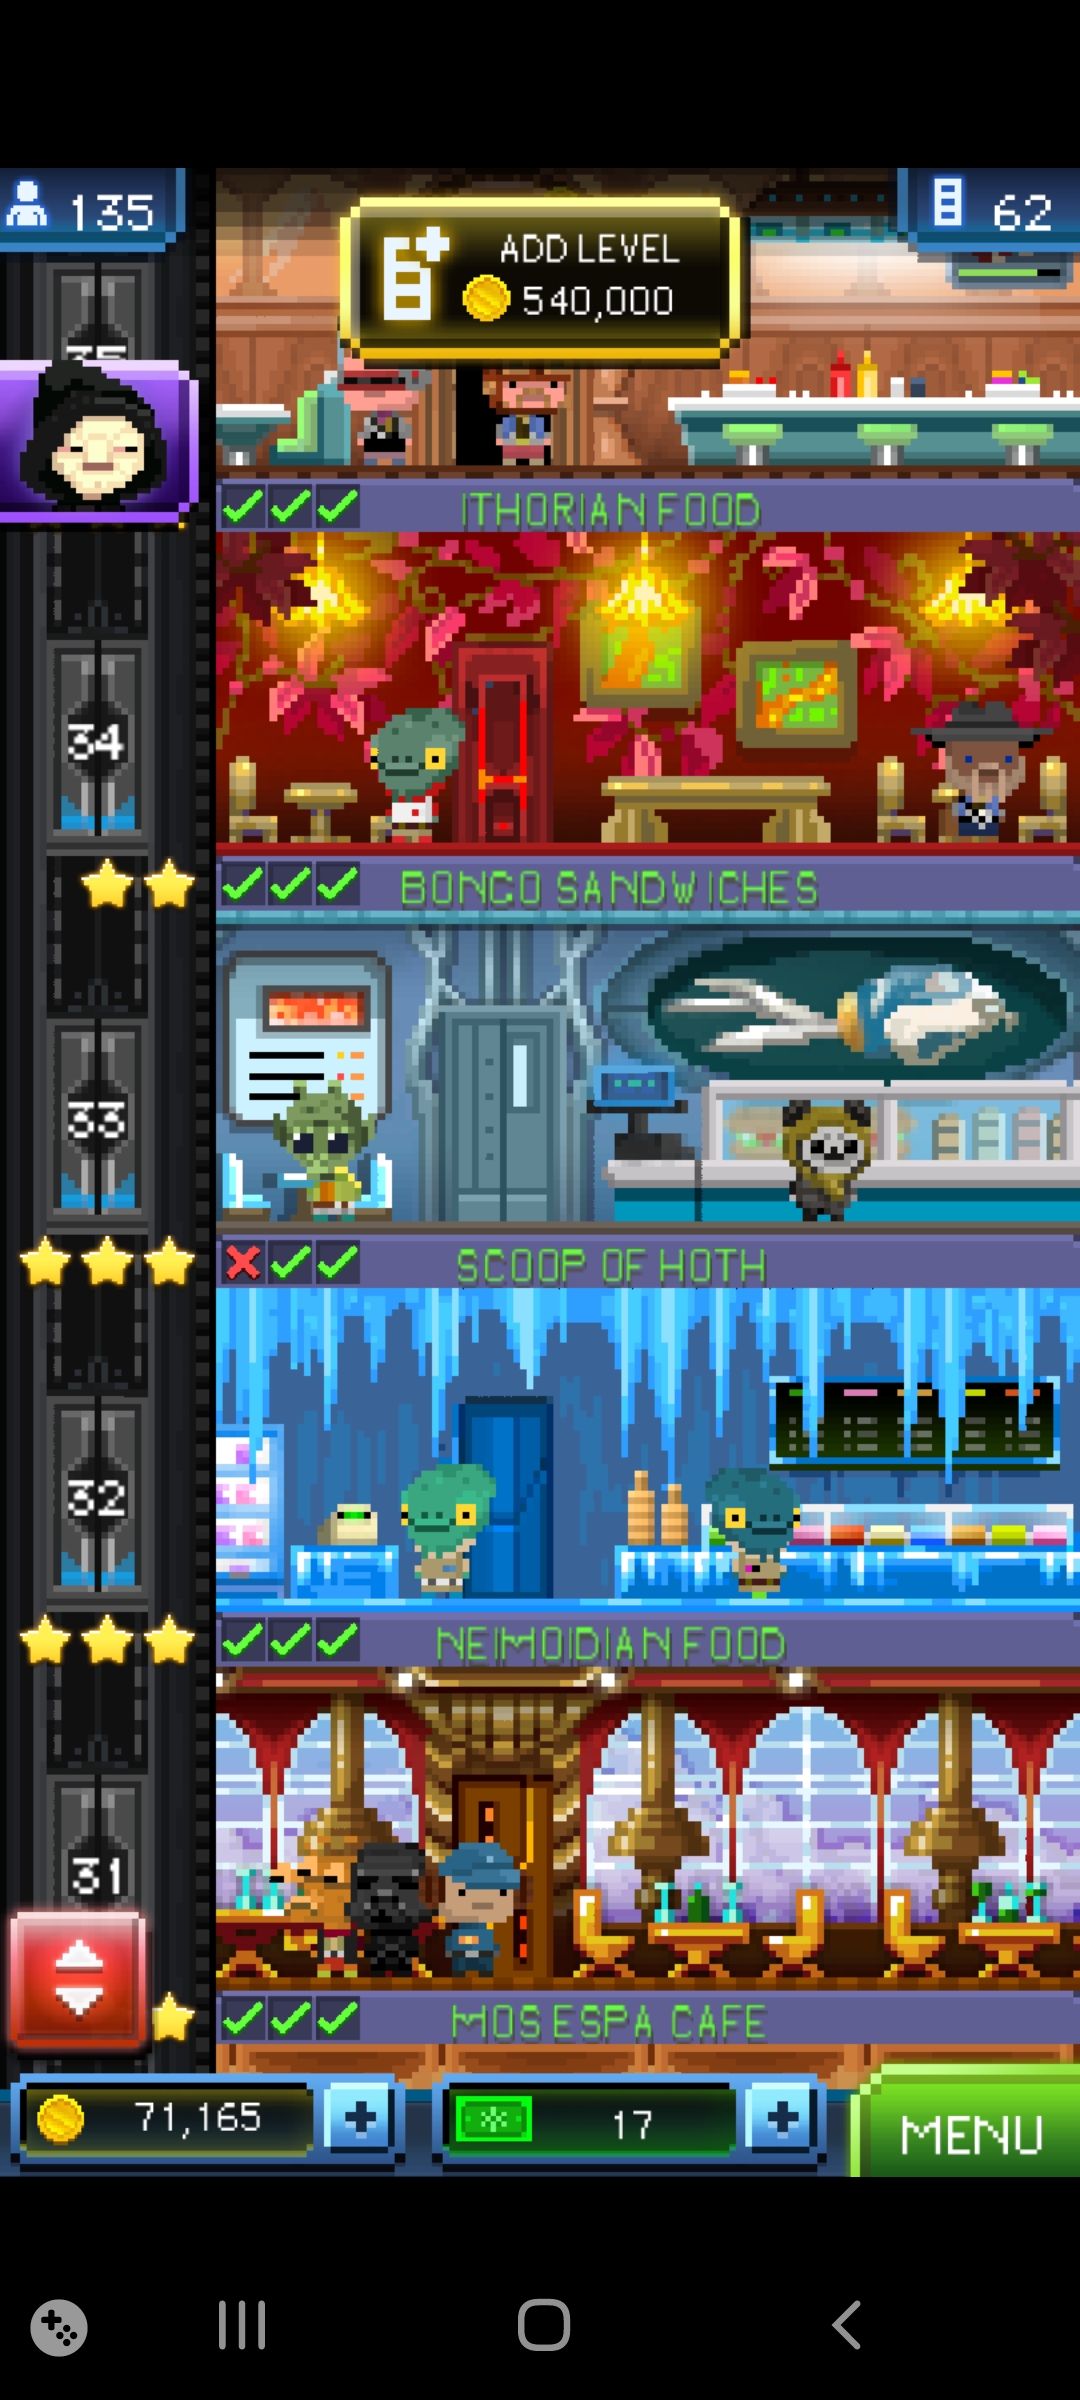 135
62
ADD LEVEL
540,000
35
ITHORIAN FOOD
34
BONGO SANDWICHES
33
SCOOP OF HOTH
32
NEIMOIDIAN FOOD
31
MOS ESPA CAFE
71,165
17
MENU